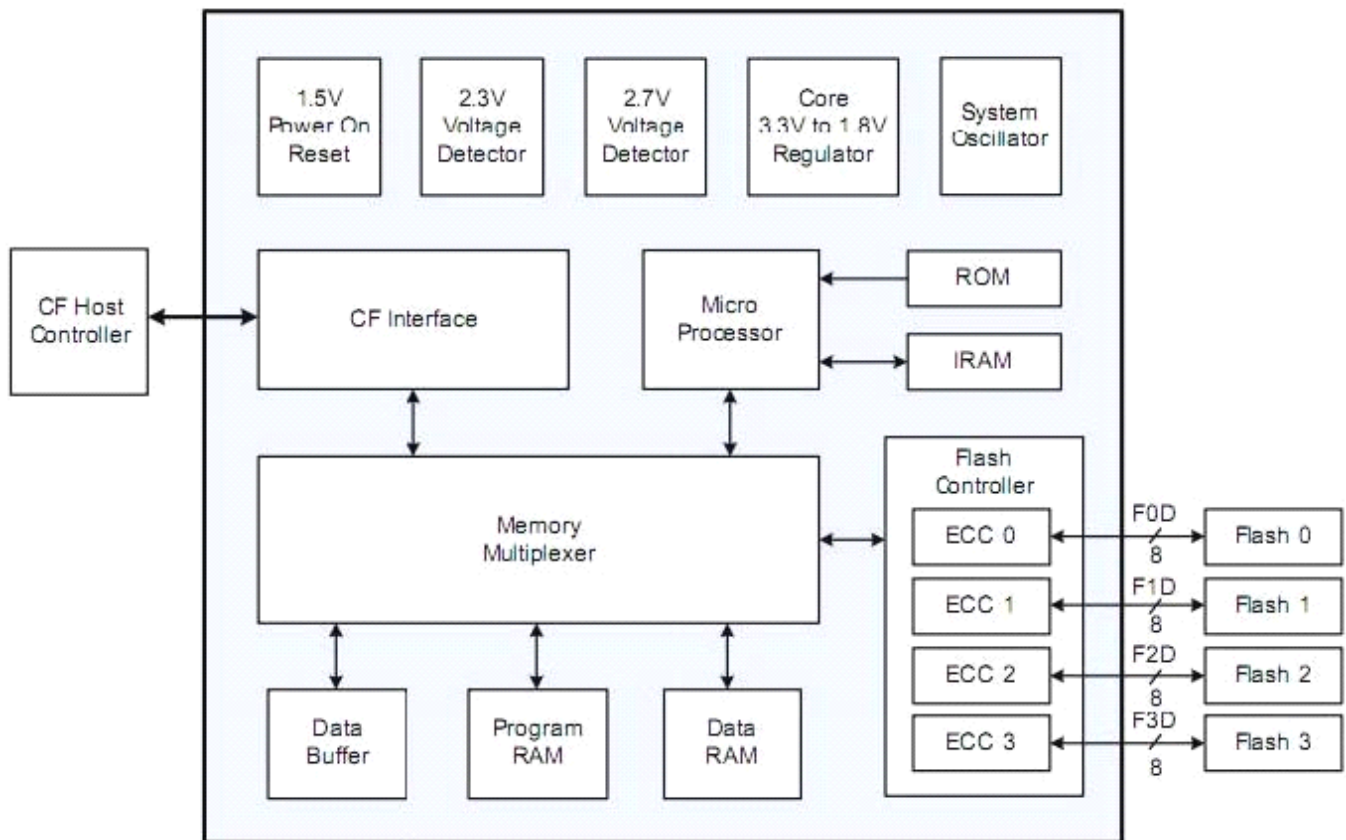 1.5V
Power On
Reset
2.3V
Voltage
Detector
2.7V
Voltage
Detector
Core
3.3V to 1.8V
Regulator
System
Oscillator
CF Host
Controller
CF Interface
Micro
Processor
ROM
IRAM
Memory
Multiplexer
Flash
Controller
ECC 0
F0D
8
Flash 0
ECC 1
F1D
8
Flash 1
ECC 2
F2D
8
Flash 2
ECC 3
F3D
8
Flash 3
Data
Buffer
Program
RAM
Data
RAM